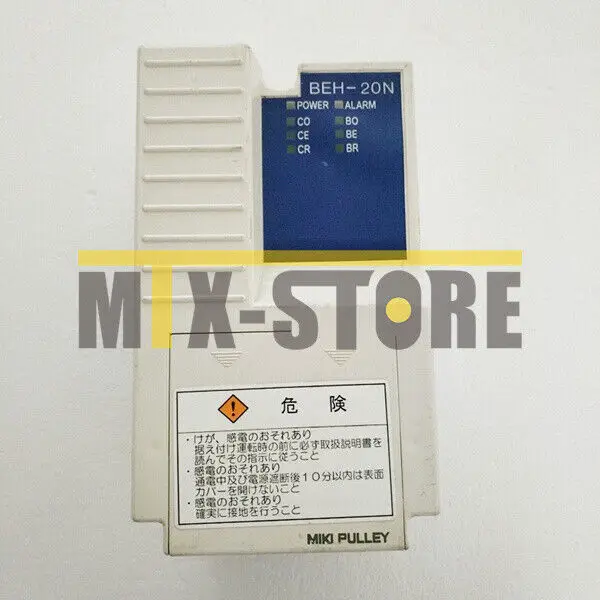 BEH-20N
POWER ALARM
CO BO
CE BE
CR BR
MTX-STORE
危険
・けが、感電のおそれあり
据え付け運転時の前に必ず取扱説明書を
読んでその指示に従うこと
・感電のおそれあり
通電中及び電源遮断後10分以内は表面
カバーを開けないこと
・感電のおそれあり
確実に接地を行うこと
MIKI PULLEY